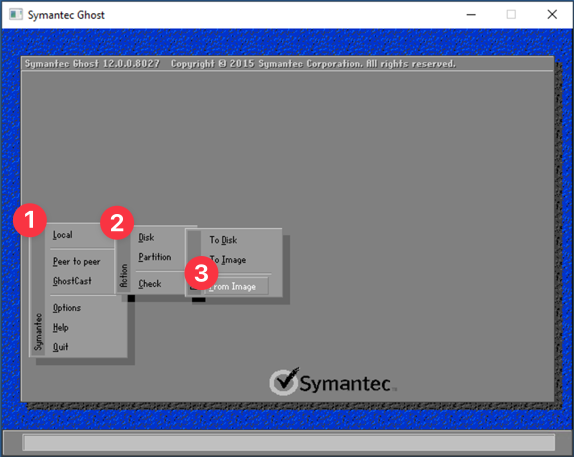 Symantec Ghost
Symantec Ghost 12.0.0.8027 Copyright © 2015 Symantec Corporation. All rights reserved.
1
Local
Peer to peer
GhostCast
Options
Help
Quit
Symantec
2
Disk
Partition
Check
Action
3
To Disk
To Image
From Image
Symantec